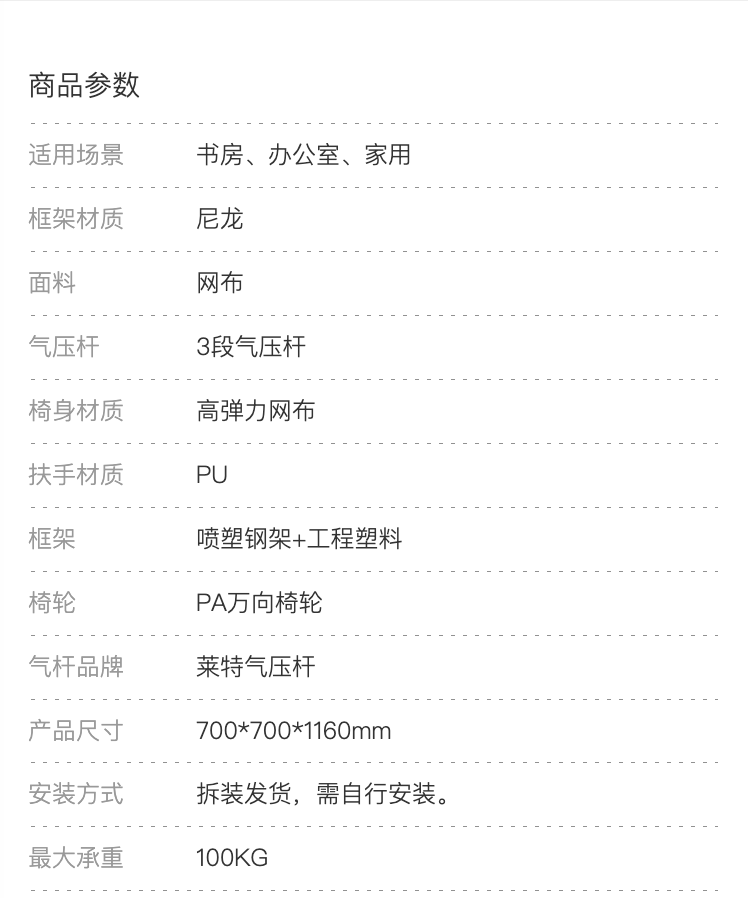 商品参数
适用场景 书房、办公室、家用
框架材质 尼龙
面料 网布
气压杆 3段气压杆
椅身材质 高弹力网布
扶手材质 PU
框架 喷塑钢架+工程塑料
椅轮 PA万向椅轮
气杆品牌 莱特气压杆
产品尺寸 700*700*1160mm
安装方式 拆装发货，需自行安装。
最大承重 100KG